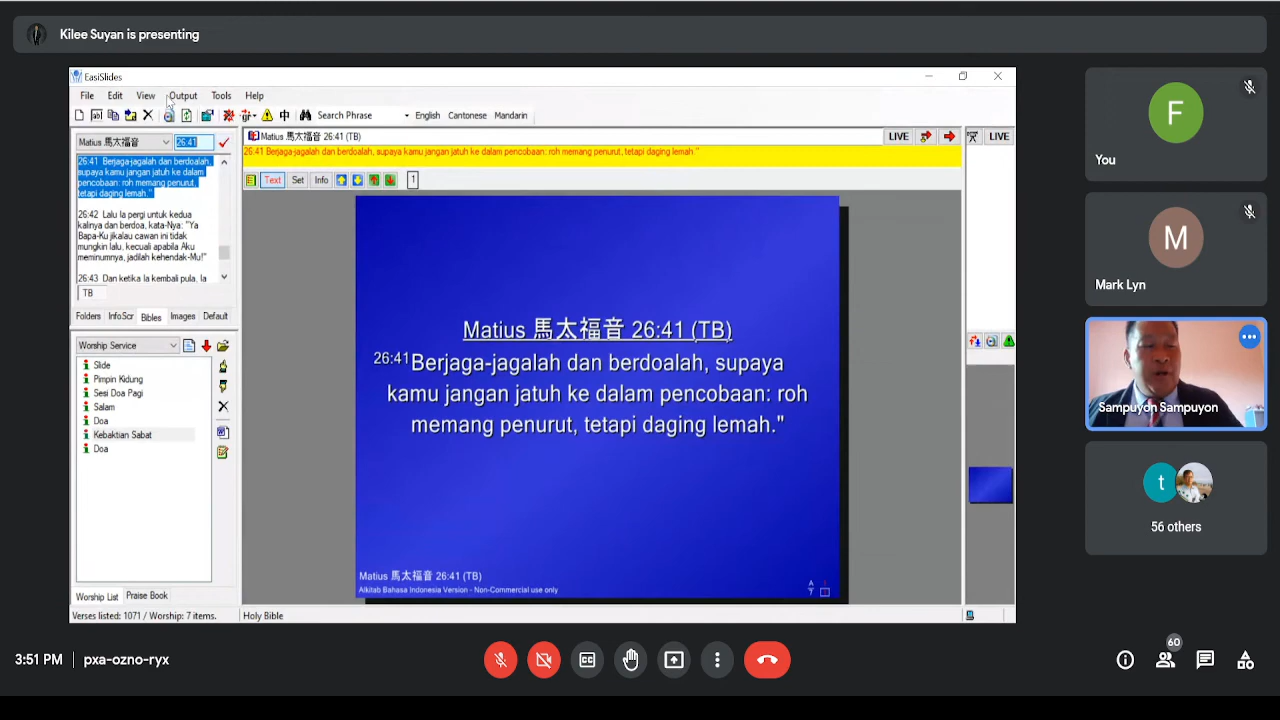 Kilee Suyan is presenting
EasiSlides
File Edit View Output Tools Help
中 Search Phrase English Cantonese Mandarin
Matius 馬太福音 26:41
26:41 Berjaga-jagalah dan berdoalah,
supaya kamu jangan jatuh ke dalam
pencobaan: roh memang penurut,
tetapi daging lemah."
26:42 Lalu Ia pergi untuk kedua
kalinya dan berdoa, kata-Nya: "Ya
Bapa-Ku jikalau cawan ini tidak
mungkin lalu, kecuali apabila Aku
meminumnya, jadilah kehendak-Mu!"
26:43 Dan ketika Ia kembali pula, Ia
TB
Folders InfoScr Bibles Images Default
Worship Service
Slide
Pimpin Kidung
Sesi Doa Pagi
Salam
Doa
Kebaktian Sabat
Doa
Worship List Praise Book
Verses listed: 1071 / Worship: 7 items. Holy Bible
Matius 馬太福音 26:41 (TB) LIVE LIVE
26:41 Berjaga-jagalah dan berdoalah, supaya kamu jangan jatuh ke dalam pencobaan: roh memang penurut, tetapi daging lemah."
Text Set Info 1
Matius 馬太福音 26:41 (TB)
26:41 Berjaga-jagalah dan berdoalah, supaya
kamu jangan jatuh ke dalam pencobaan: roh
memang penurut, tetapi daging lemah."
Matius 馬太福音 26:41 (TB)
Alkitab Bahasa Indonesia Version - Non-Commercial use only
F
You
M
Mark Lyn
Sampuyon Sampuyon
t
56 others
3:51 PM | pxa-ozno-ryx
60